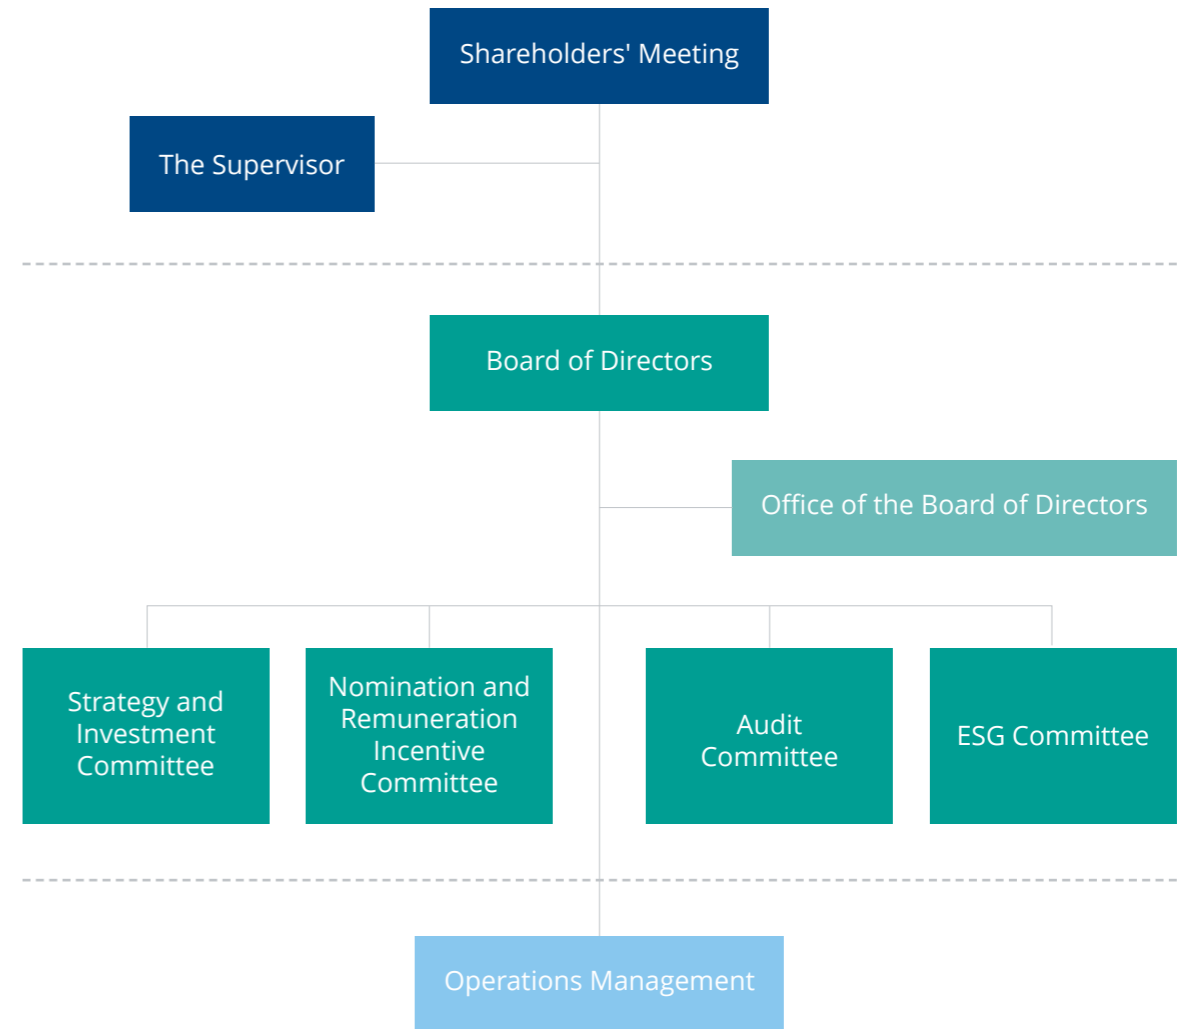 Shareholders' Meeting
The Supervisor
Board of Directors
Office of the Board of Directors
Strategy and
Investment
Committee
Nomination and
Remuneration
Incentive
Committee
Audit
Committee
ESG Committee
Operations Management